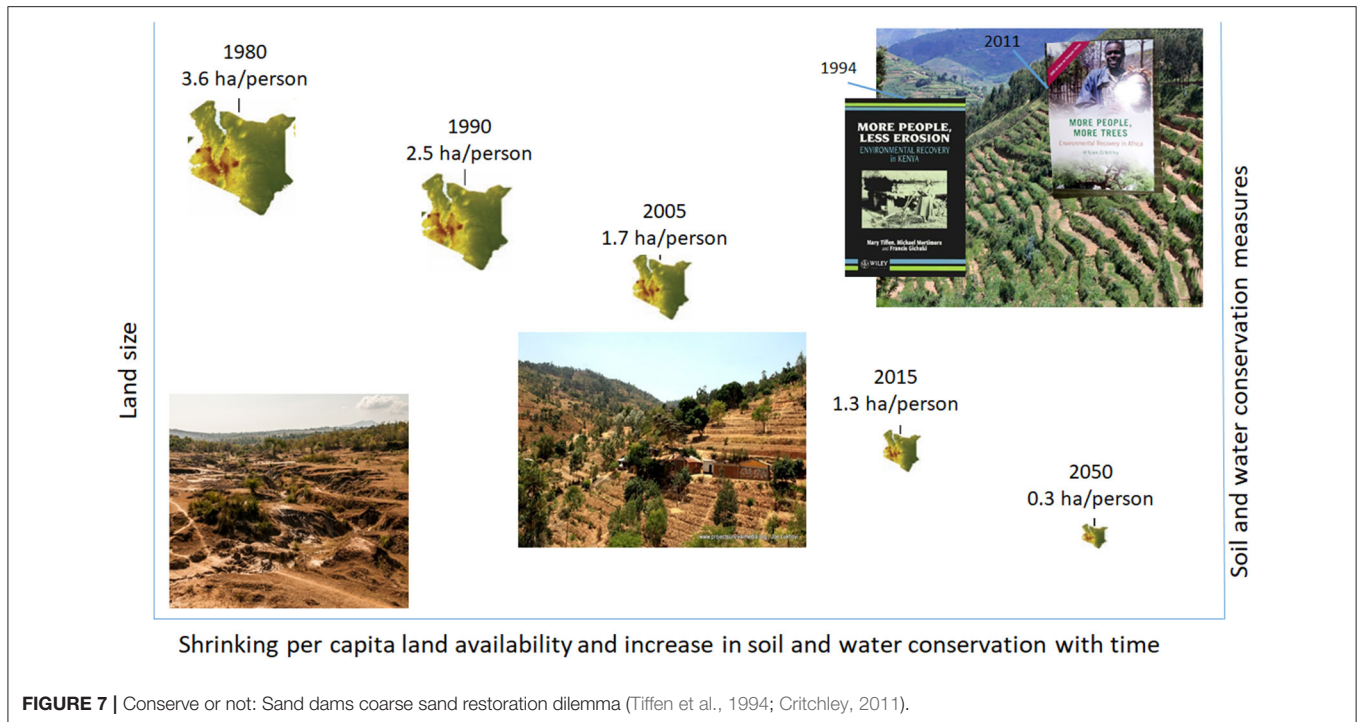 1980
3.6 ha/person
1990
2.5 ha/person
2005
1.7 ha/person
1994
2011
MORE PEOPLE,
LESS EROSION
ENVIRONMENTAL RECOVERY
in KENYA
Mary Tiffen, Michael Mortimore
and Francis Gichuki
WILEY
MORE PEOPLE,
MORE TREES
Environmental Recovery in Africa
2015
1.3 ha/person
2050
0.3 ha/person
Land size
Soil and water conservation measures
Shrinking per capita land availability and increase in soil and water conservation with time
FIGURE 7 | Conserve or not: Sand dams coarse sand restoration dilemma (Tiffen et al., 1994; Critchley, 2011).